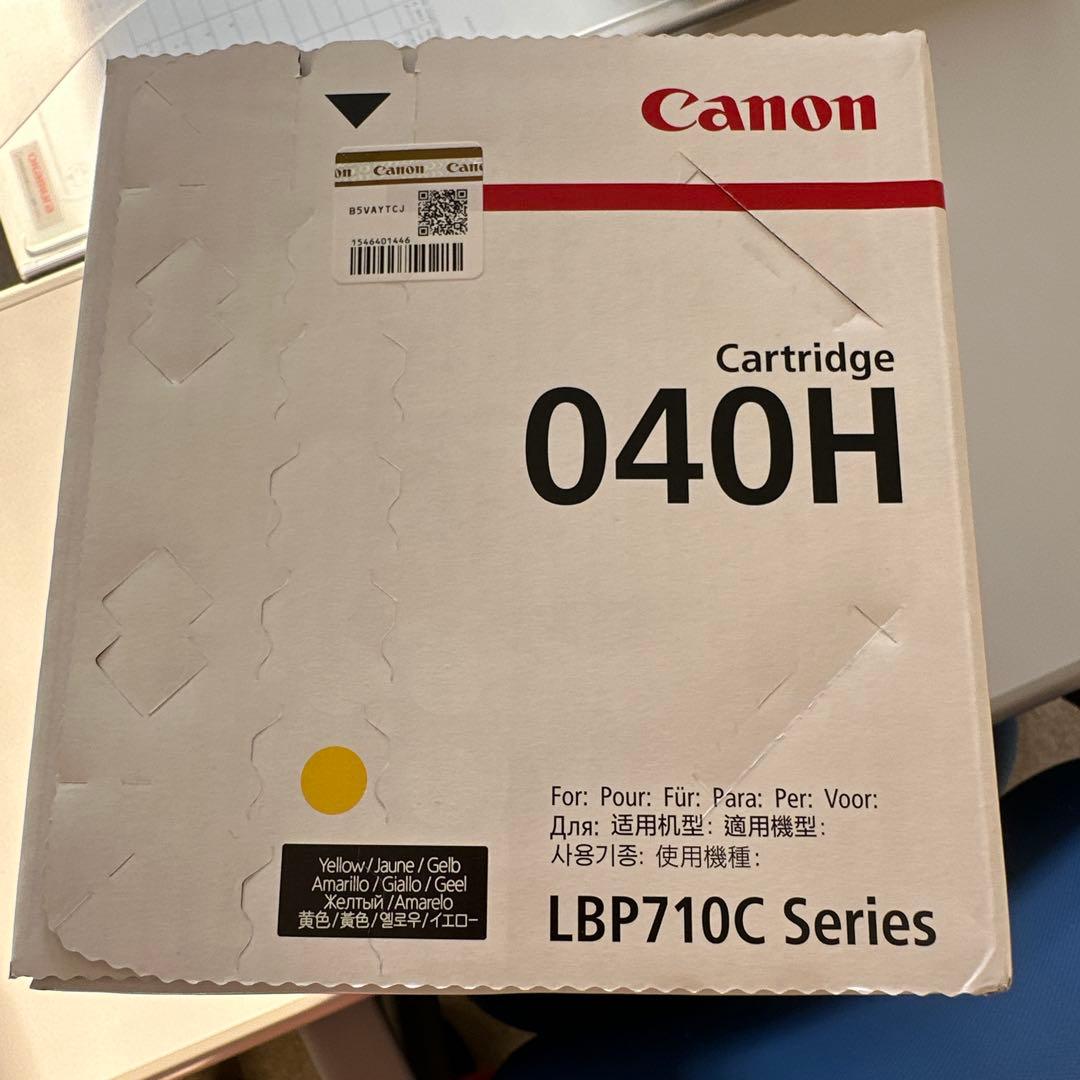 Canon
on Canon Can
B5VAYTCJ
1546401446
Cartridge
040H
For: Pour: Für: Para: Per: Voor:
Для: 适用机型: 適用機型:
사용기종: 使用機種:
LBP710C Series
Yellow/Jaune/Gelb
Amarillo/Giallo/Geel
Желтый/Amarelo
黄色/黃色/옐로우/イエロー